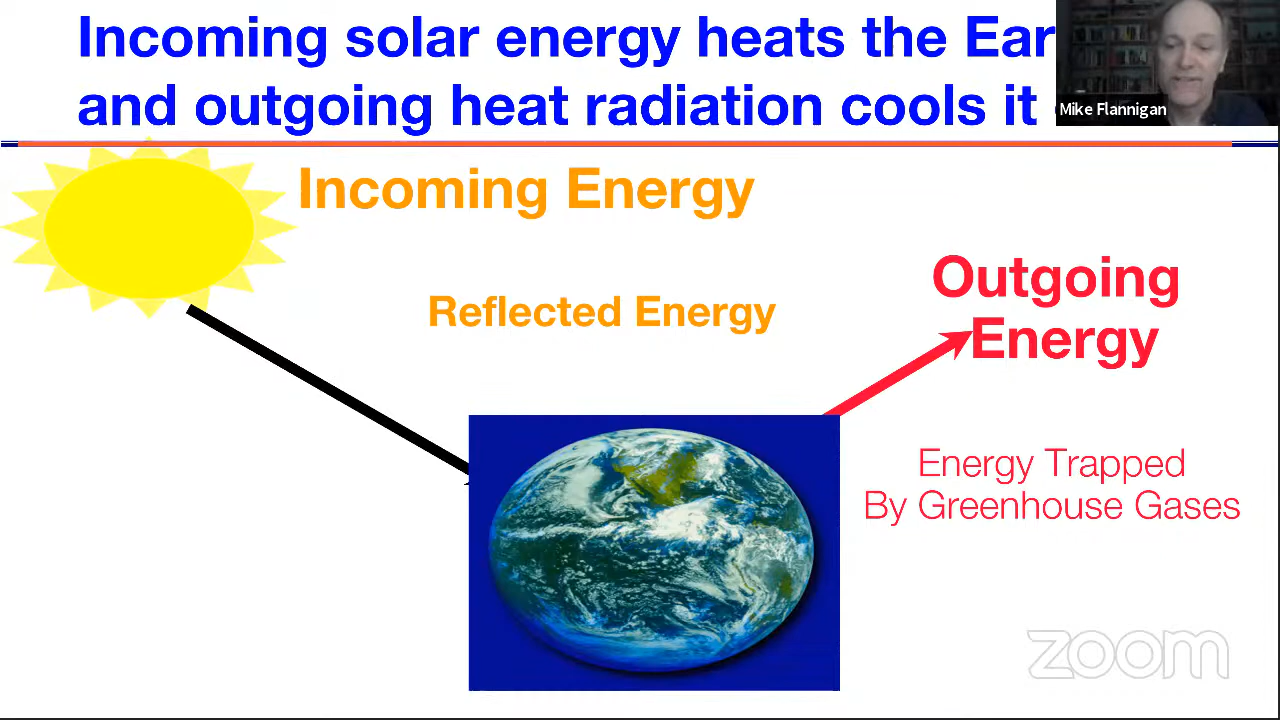 Incoming solar energy heats the Ear
and outgoing heat radiation cools it
Mike Flannigan
Incoming Energy
Reflected Energy
Outgoing
Energy
Energy Trapped
By Greenhouse Gases
zoom